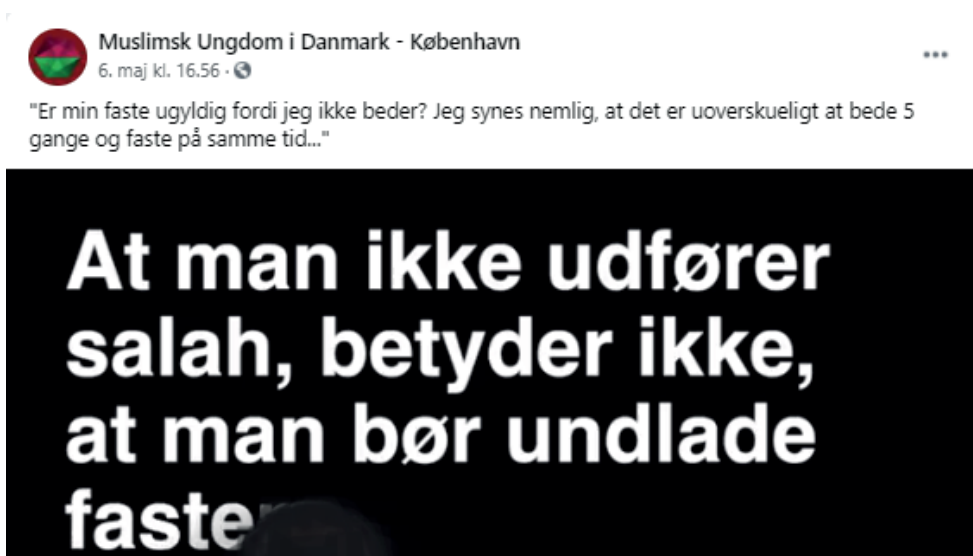 Muslimsk Ungdom i Danmark - København
6. maj kl. 16.56 ·
"Er min faste ugyldig fordi jeg ikke beder? Jeg synes nemlig, at det er uoverskueligt at bede 5
gange og faste på samme tid..."
At man ikke udfører
salah, betyder ikke,
at man bør undlade